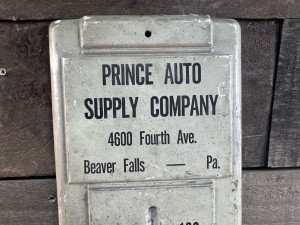 PRINCE AUTO
SUPPLY COMPANY
4600 Fourth Ave.
Beaver Falls — Pa.